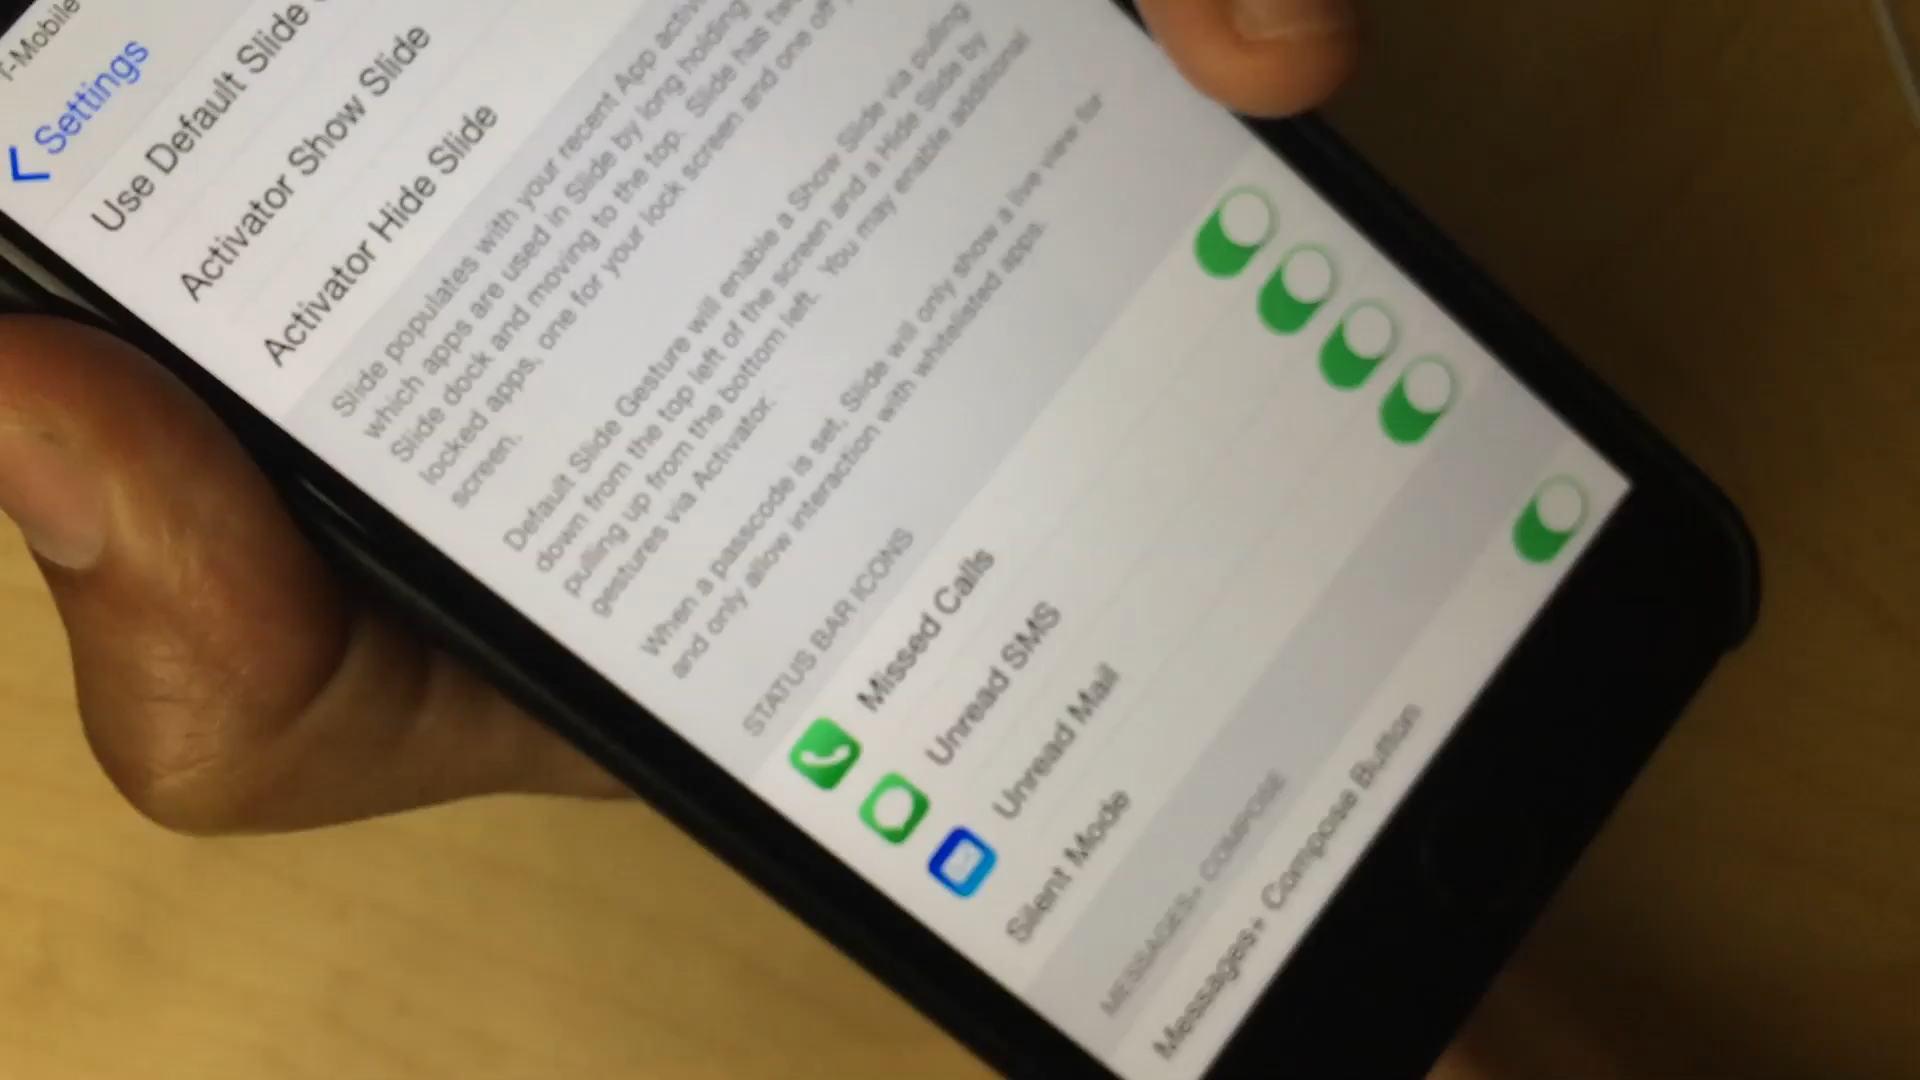 T-Mobile
Settings
Use Default Slide
Activator Show Slide
Activator Hide Slide
Slide populates with your recent App
which apps are used in Slide by long holding
Slide dock and moving to the top. Slide has
locked apps, one for your lock screen and one
screen.
Default Slide Gesture will enable a Show Slide via pulling
down from the top left of the screen and a Hide Slide by
pulling up from the bottom left. You may enable additional
gestures via Activator.
When a passcode is set, Slide will only show a live view for
and only allow interaction with whitelisted apps.
STATUS BAR ICONS
Missed Calls
Unread SMS
Unread Mail
Silent Mode
MESSAGES+ COMPOSE
Messages+ Compose Button